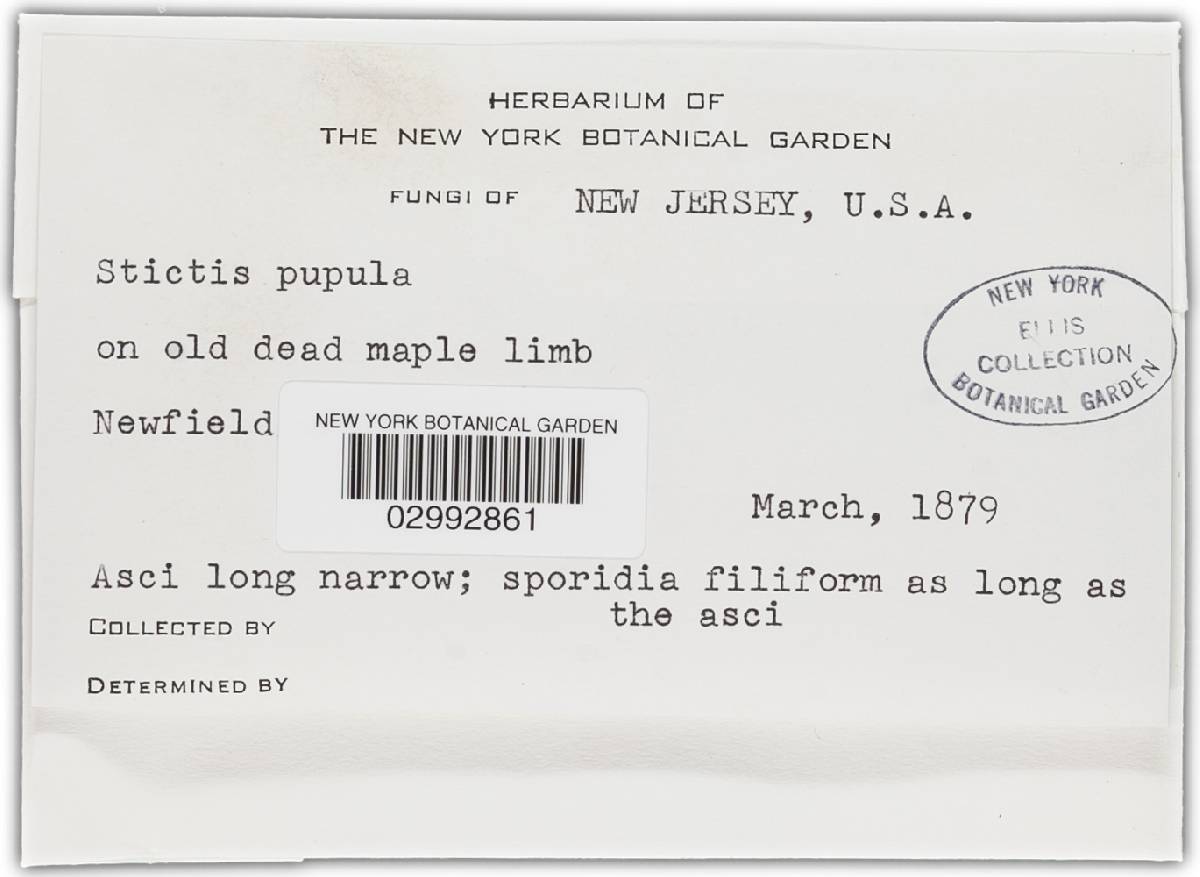 HERBARIUM OF
THE NEW YORK BOTANICAL GARDEN
FUNGI OF NEW JERSEY, U.S.A.
Stictis pupula
on old dead maple limb
Newfield
NEW YORK
ELLIS
COLLECTION
BOTANICAL GARDEN
NEW YORK BOTANICAL GARDEN
02992861
March, 1879
Asci long narrow; sporidia filiform as long as
the asci
COLLECTED BY
DETERMINED BY